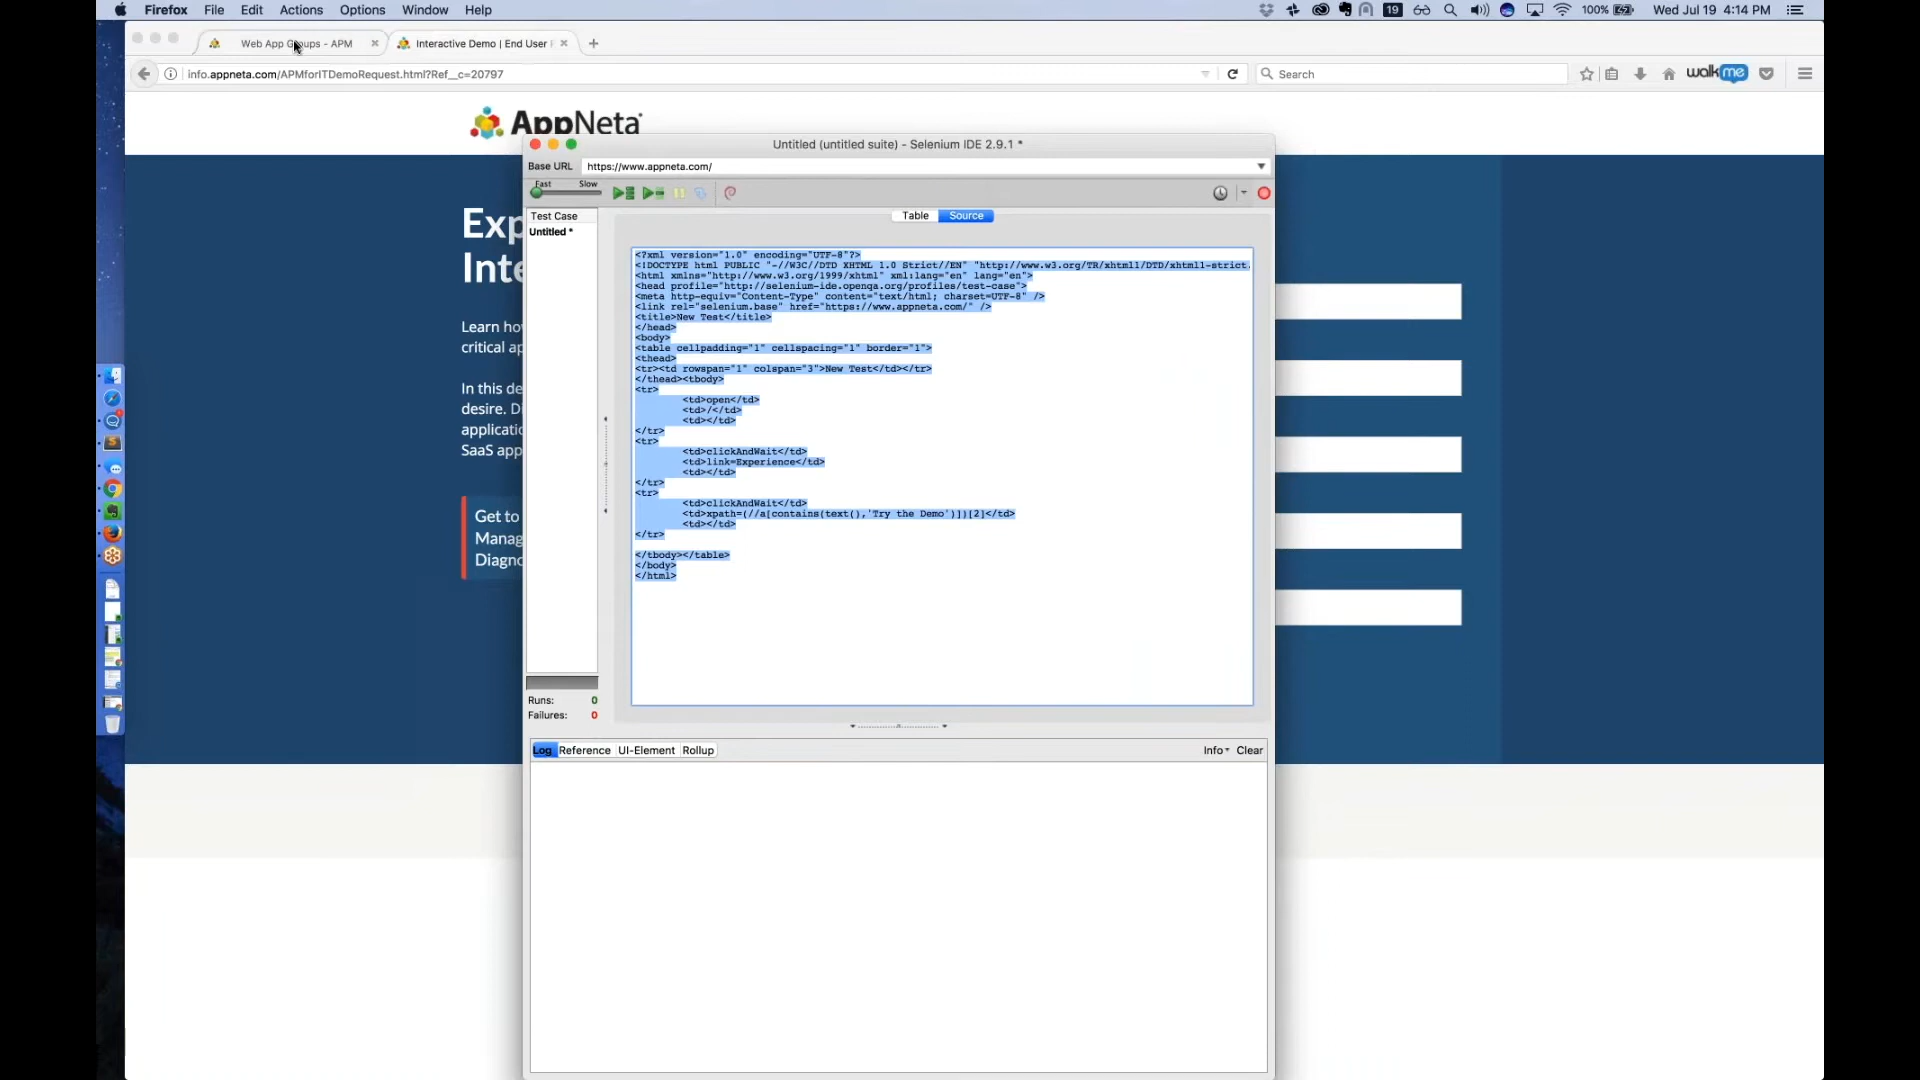 Firefox File Edit Actions Options Window Help
19
100%
Wed Jul 19 4:14 PM
Web App Groups - APM
Interactive Demo | End User
info.appneta.com/APMforITDemoRequest.html?Ref__c=20797
Search
walkme
AppNeta
Exp
Inte
Learn ho
critical ap
In this de
desire. D
applicatio
SaaS app
Get to
Manag
Diagno
Untitled (untitled suite) - Selenium IDE 2.9.1 *
Base URL https://www.appneta.com/
Fast Slow
Test Case
Untitled *
Table Source
<?xml version="1.0" encoding="UTF-8"?>
<!DOCTYPE html PUBLIC "-//W3C//DTD XHTML 1.0 Strict//EN" "http://www.w3.org/TR/xhtml1/DTD/xhtml1-strict.
<html xmlns="http://www.w3.org/1999/xhtml" xml:lang="en" lang="en">
<head profile="http://selenium-ide.openqa.org/profiles/test-case">
<meta http-equiv="Content-Type" content="text/html; charset=UTF-8" />
<link rel="selenium.base" href="https://www.appneta.com/" />
<title>New Test</title>
</head>
<body>
<table cellpadding="1" cellspacing="1" border="1">
<thead>
<tr><td rowspan="1" colspan="3">New Test</td></tr>
</thead><tbody>
<tr>
<td>open</td>
<td>/</td>
<td></td>
</tr>
<tr>
<td>clickAndWait</td>
<td>link=Experience</td>
<td></td>
</tr>
<tr>
<td>clickAndWait</td>
<td>xpath=(//a[contains(text(),'Try the Demo')])[2]</td>
<td></td>
</tr>
</tbody></table>
</body>
</html>
Runs: 0
Failures: 0
Log Reference UI-Element Rollup
Info Clear